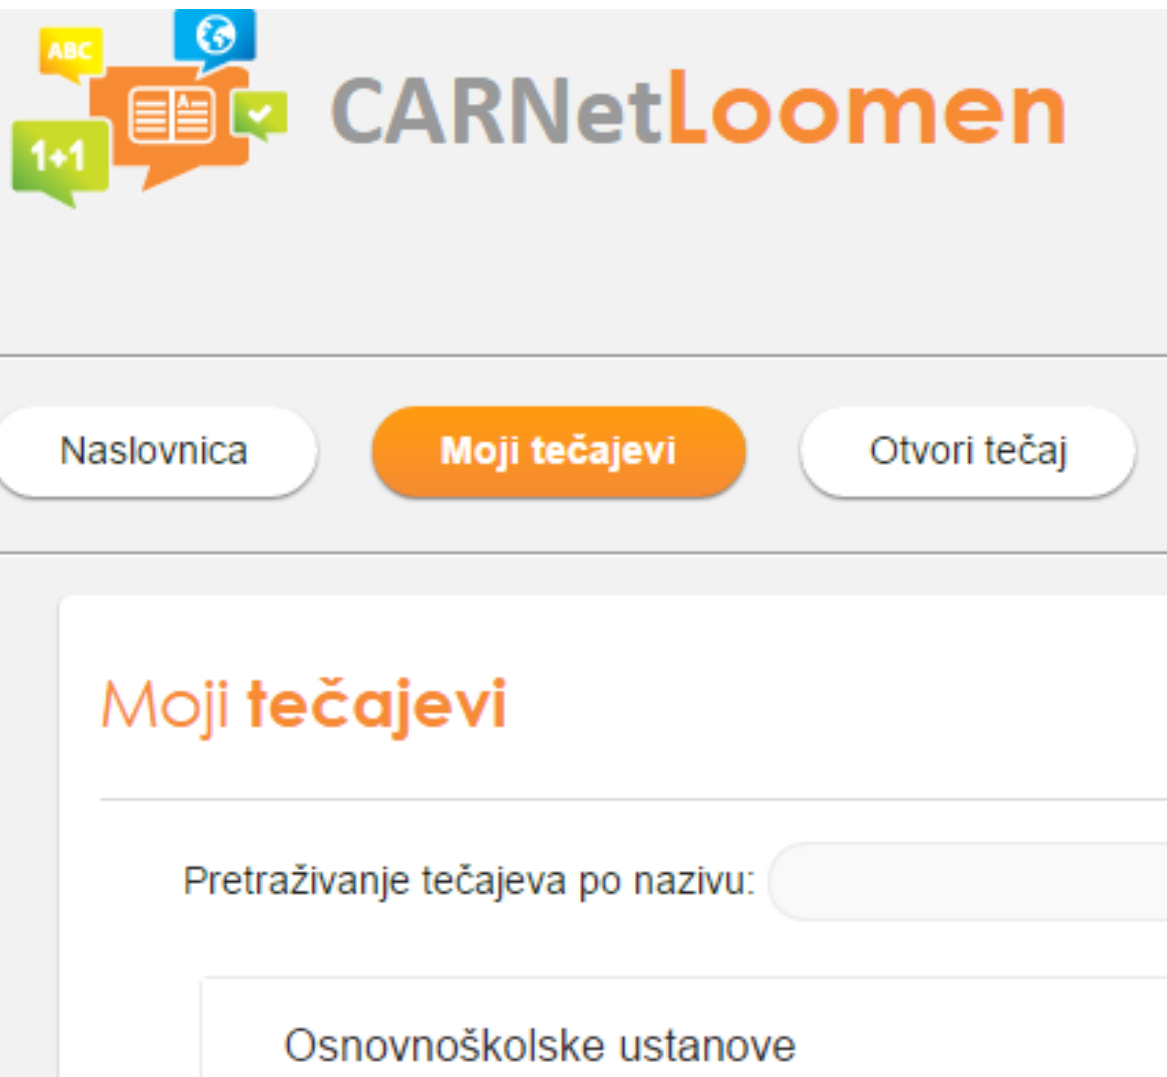 ABC
1+1
A
CARNetLoomen
Naslovnica
Moji tečajevi
Otvori tečaj
Moji tečajevi
Pretraživanje tečajeva po nazivu:
Osnovnoškolske ustanove